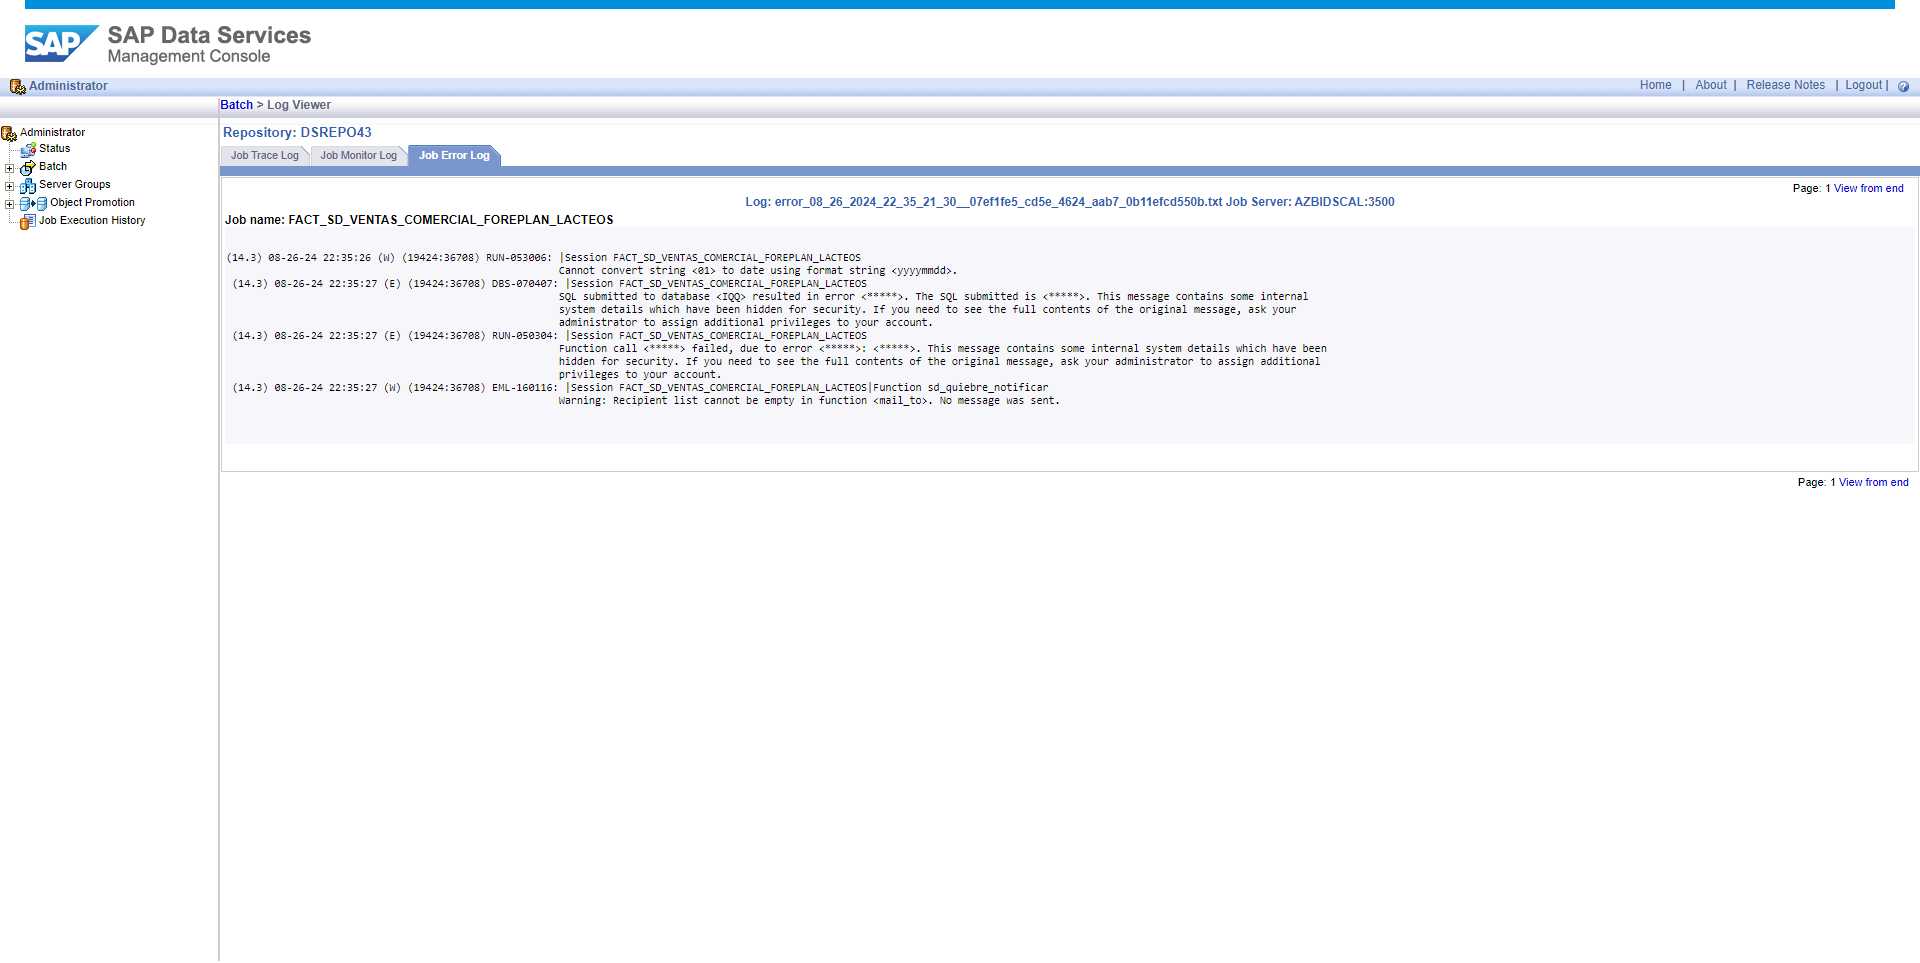 SAP
SAP Data Services
Management Console
Administrator
Home | About | Release Notes | Logout |
Batch > Log Viewer
Administrator
Status
Batch
Server Groups
Object Promotion
Job Execution History
Repository: DSREPO43
Job Trace Log
Job Monitor Log
Job Error Log
Page: 1 View from end
Log: error_08_26_2024_22_35_21_30__07ef1fe5_cd5e_4624_aab7_0b11efcd550b.txt Job Server: AZBIDSCAL:3500
Job name: FACT_SD_VENTAS_COMERCIAL_FOREPLAN_LACTEOS
(14.3) 08-26-24 22:35:26 (W) (19424:36708) RUN-053006: |Session FACT_SD_VENTAS_COMERCIAL_FOREPLAN_LACTEOS
Cannot convert string <01> to date using format string <yyyymmdd>.
(14.3) 08-26-24 22:35:27 (E) (19424:36708) DBS-070407: |Session FACT_SD_VENTAS_COMERCIAL_FOREPLAN_LACTEOS
SQL submitted to database <IQQ> resulted in error <*****>. The SQL submitted is <*****>. This message contains some internal
system details which have been hidden for security. If you need to see the full contents of the original message, ask your
administrator to assign additional privileges to your account.
(14.3) 08-26-24 22:35:27 (E) (19424:36708) RUN-050304: |Session FACT_SD_VENTAS_COMERCIAL_FOREPLAN_LACTEOS
Function call <*****> failed, due to error <*****>: <*****>. This message contains some internal system details which have been
hidden for security. If you need to see the full contents of the original message, ask your administrator to assign additional
privileges to your account.
(14.3) 08-26-24 22:35:27 (W) (19424:36708) EML-160116: |Session FACT_SD_VENTAS_COMERCIAL_FOREPLAN_LACTEOS|Function sd_quiebre_notificar
Warning: Recipient list cannot be empty in function <mail_to>. No message was sent.
Page: 1 View from end